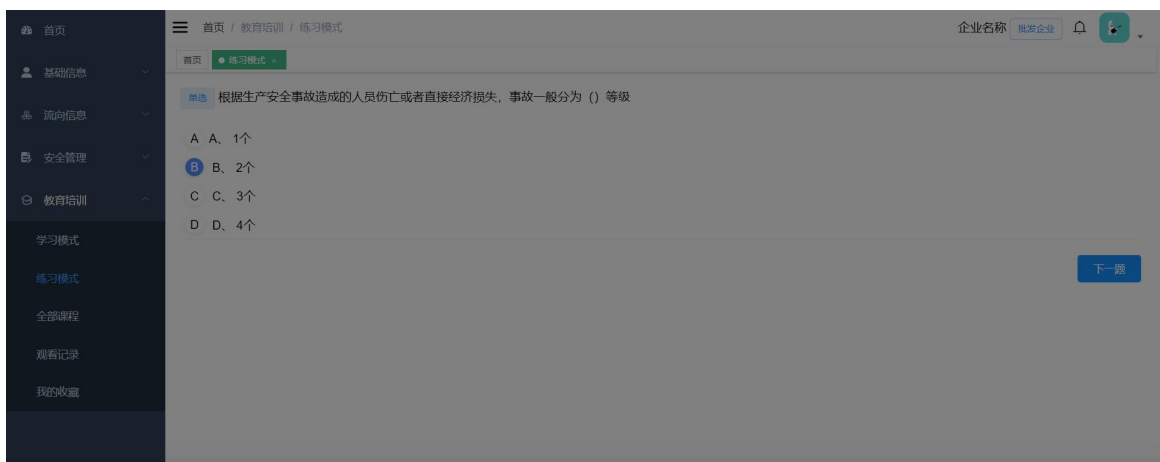 首页
首页 / 教育培训 / 练习模式
企业名称 批发企业
首页 练习模式 ×
基础信息
流向信息
安全管理
教育培训
学习模式
练习模式
全部课程
观看记录
我的收藏
单选 根据生产安全事故造成的人员伤亡或者直接经济损失，事故一般分为（）等级
A A、1个
B B、2个
C C、3个
D D、4个
下一题